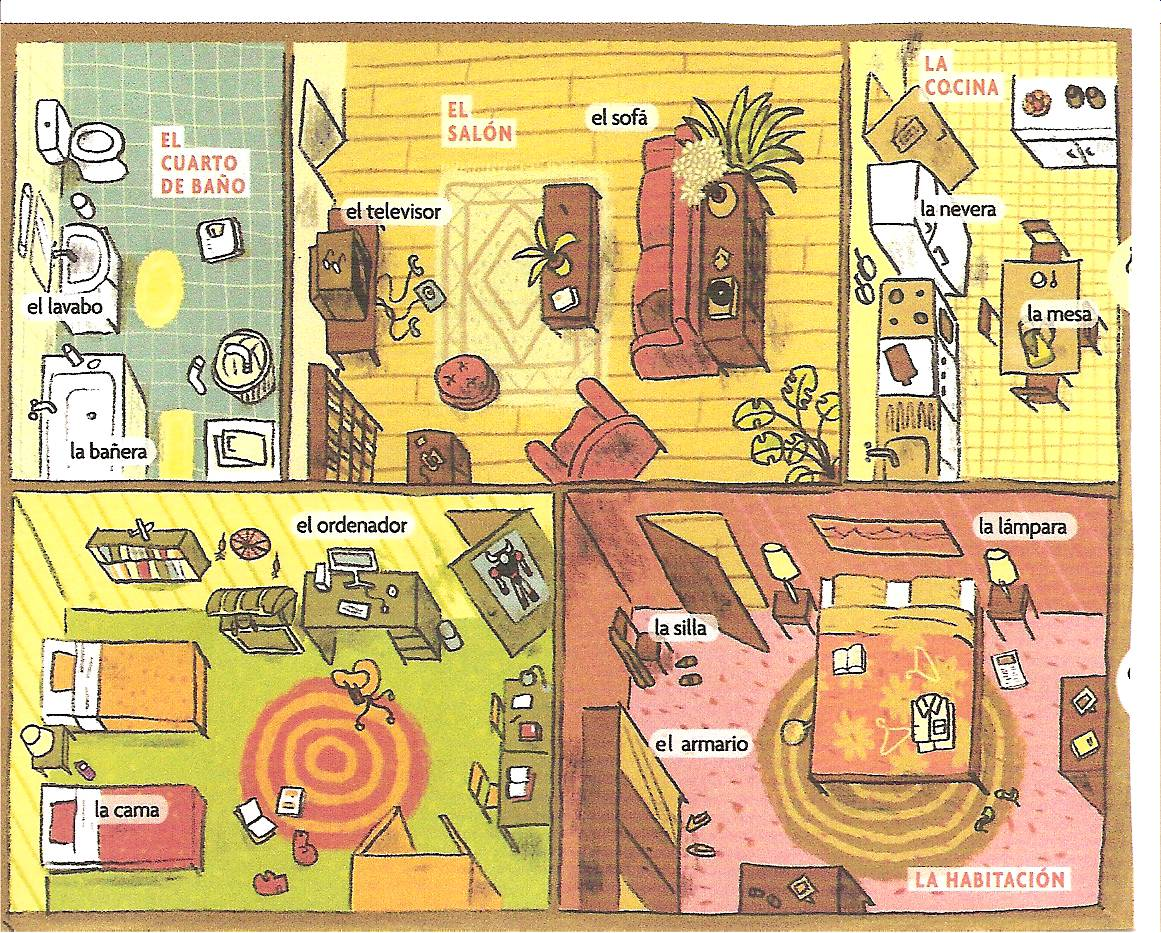 EL
CUARTO
DE BAÑO
el lavabo
la bañera
EL
SALÓN
el sofá
el televisor
LA
COCINA
la nevera
la mesa
el ordenador
la cama
la lámpara
la silla
el armario
LA HABITACIÓN